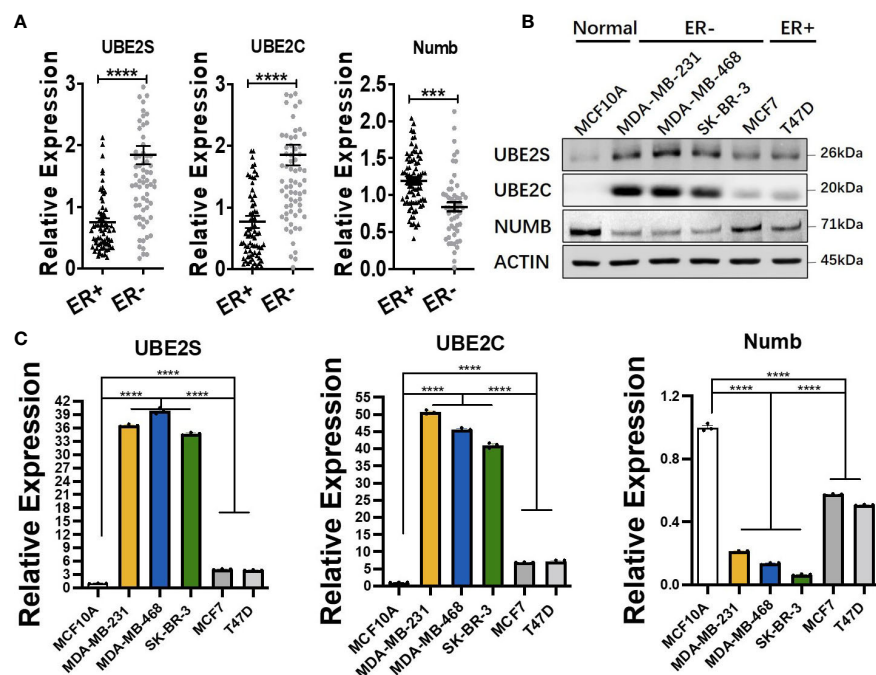 A
UBE2S
Relative Expression
3
2
1
0
****
ER+
ER-
UBE2C
Relative Expression
3
2
1
0
****
ER+
ER-
Numb
Relative Expression
2.5
2.0
1.5
1.0
0.5
0.0
***
ER+
ER-
B
Normal ER- ER+
MCF10A MDA-MB-231 MDA-MB-468 SK-BR-3 MCF7 T47D
UBE2S 26kDa
UBE2C 20kDa
NUMB 71kDa
ACTIN 45kDa
C
UBE2S
Relative Expression
42
39
36
33
30
27
24
21
18
15
12
9
6
3
0
****
**** ****
MCF10A
MDA-MB-231
MDA-MB-468
SK-BR-3
MCF7
T47D
UBE2C
Relative Expression
55
50
45
40
35
30
25
20
15
10
5
0
****
**** ****
MCF10A
MDA-MB-231
MDA-MB-468
SK-BR-3
MCF7
T47D
Numb
Relative Expression
1.2
0.8
0.4
0.0
****
**** ****
MCF10A
MDA-MB-231
MDA-MB-468
SK-BR-3
MCF7
T47D